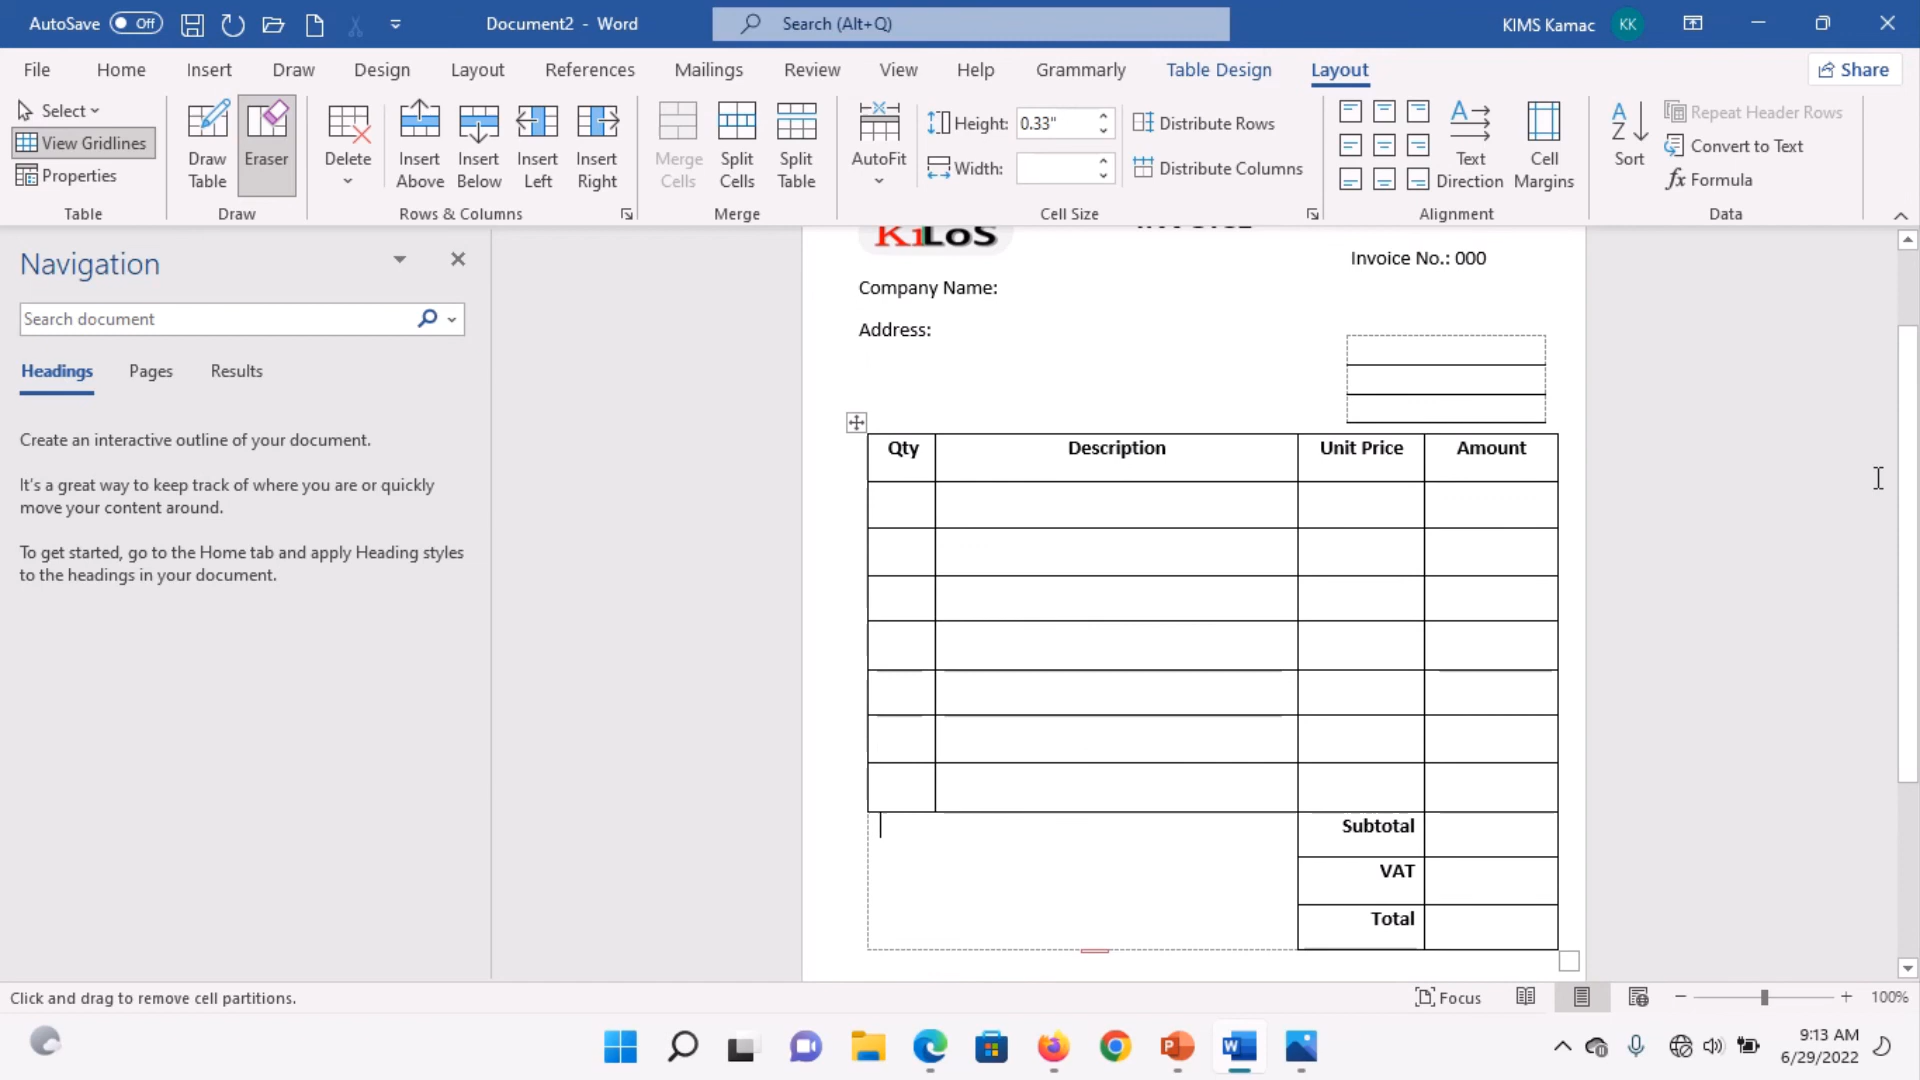 AutoSave Off Document2 - Word Search (Alt+Q) KIMS Kamac KK
File Home Insert Draw Design Layout References Mailings Review View Help Grammarly Table Design Layout Share
Select
View Gridlines
Properties
Table
Draw Table
Eraser
Draw
Delete
Insert Above
Insert Below
Insert Left
Insert Right
Rows & Columns
Merge Cells
Split Cells
Split Table
Merge
AutoFit
Height: 0.33"
Width:
Distribute Rows
Distribute Columns
Cell Size
Text Direction
Cell Margins
Alignment
Sort
Repeat Header Rows
Convert to Text
Formula
Data
Navigation
Search document
Headings Pages Results
Create an interactive outline of your document.
It's a great way to keep track of where you are or quickly
move your content around.
To get started, go to the Home tab and apply Heading styles
to the headings in your document.
KiLoS
Invoice No.: 000
Company Name:
Address:
Qty Description Unit Price Amount
Subtotal
VAT
Total
Click and drag to remove cell partitions. Focus 100%
9:13 AM
6/29/2022